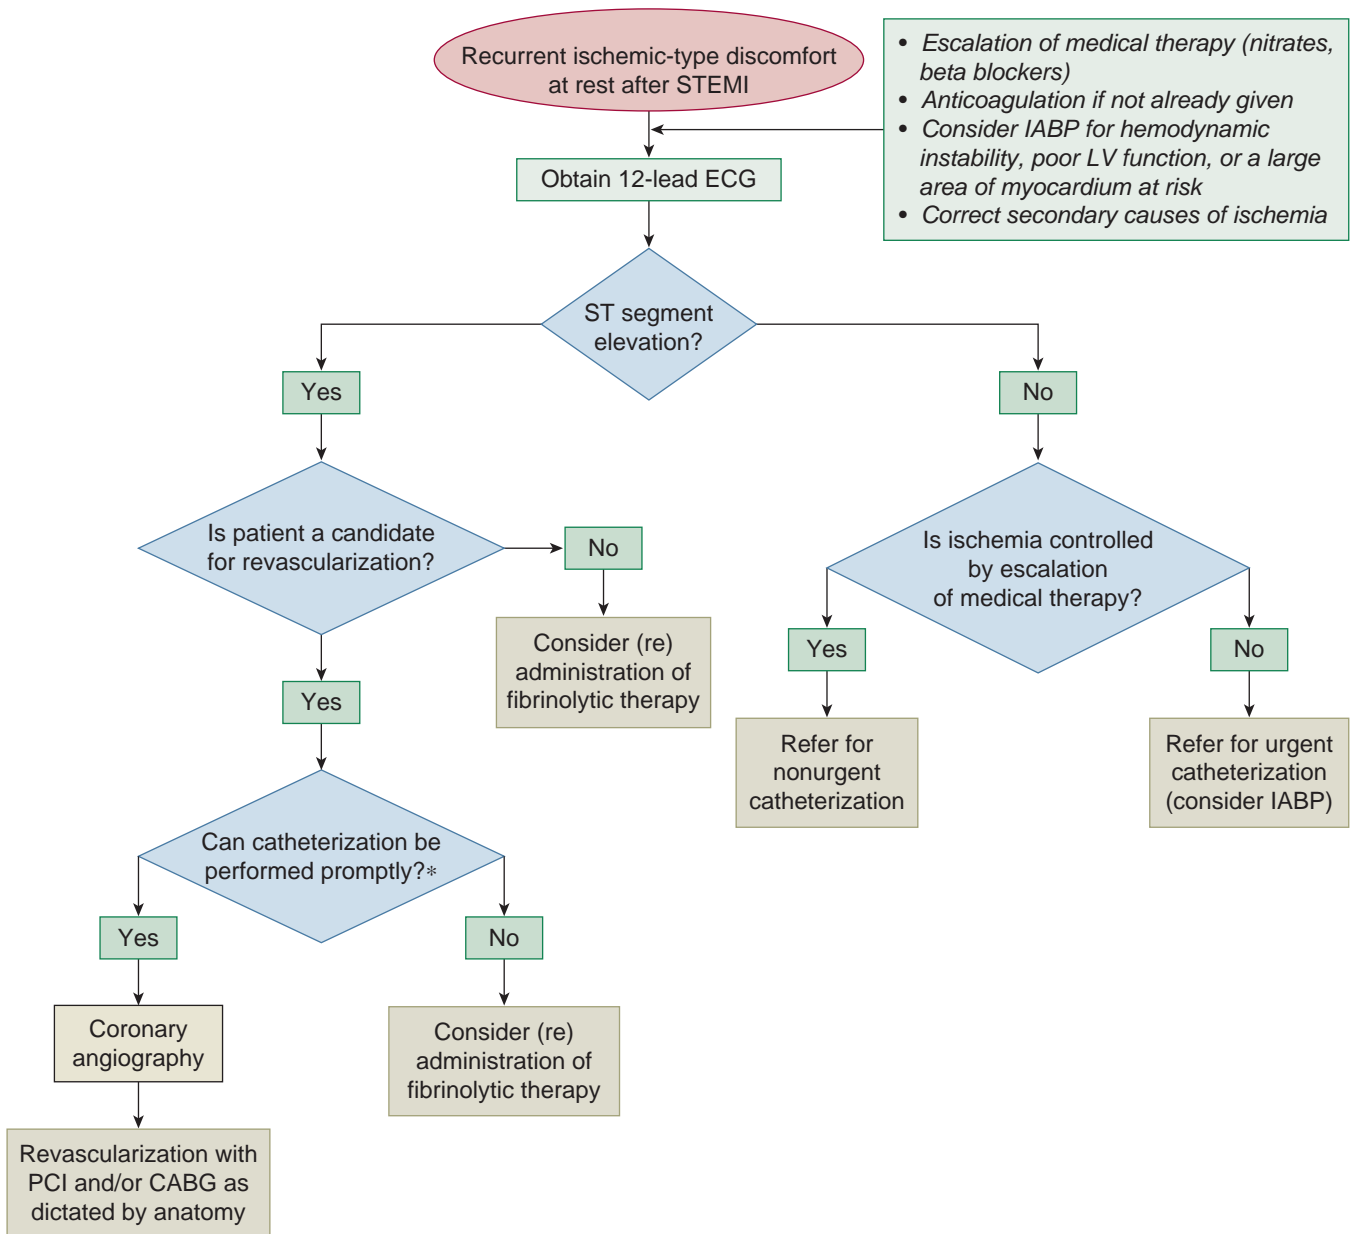 Recurrent ischemic-type discomfort
at rest after STEMI
• Escalation of medical therapy (nitrates,
beta blockers)
• Anticoagulation if not already given
• Consider IABP for hemodynamic
instability, poor LV function, or a large
area of myocardium at risk
• Correct secondary causes of ischemia
Obtain 12-lead ECG
ST segment
elevation?
Yes
No
Is patient a candidate
for revascularization?
No
Consider (re)
administration of
fibrinolytic therapy
Is ischemia controlled
by escalation
of medical therapy?
Yes
No
Refer for
nonurgent
catheterization
Refer for urgent
catheterization
(consider IABP)
Yes
Can catheterization be
performed promptly?*
Yes
No
Coronary
angiography
Consider (re)
administration of
fibrinolytic therapy
Revascularization with
PCI and/or CABG as
dictated by anatomy